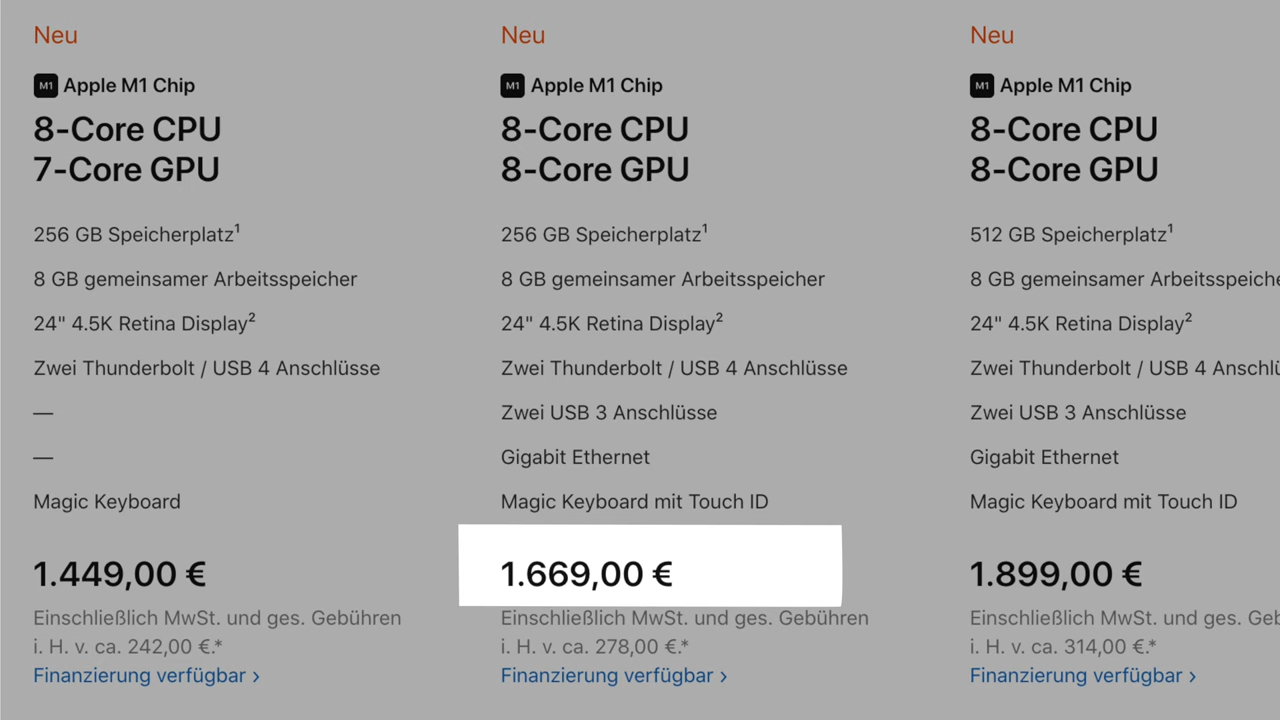 Neu
M1 Apple M1 Chip
8-Core CPU
7-Core GPU
256 GB Speicherplatz¹
8 GB gemeinsamer Arbeitsspeicher
24" 4.5K Retina Display²
Zwei Thunderbolt / USB 4 Anschlüsse
—
—
Magic Keyboard
1.449,00 €
Einschließlich MwSt. und ges. Gebühren
i. H. v. ca. 242,00 €.*
Finanzierung verfügbar ›
Neu
M1 Apple M1 Chip
8-Core CPU
8-Core GPU
256 GB Speicherplatz¹
8 GB gemeinsamer Arbeitsspeicher
24" 4.5K Retina Display²
Zwei Thunderbolt / USB 4 Anschlüsse
Zwei USB 3 Anschlüsse
Gigabit Ethernet
Magic Keyboard mit Touch ID
1.669,00 €
Einschließlich MwSt. und ges. Gebühren
i. H. v. ca. 278,00 €.*
Finanzierung verfügbar ›
Neu
M1 Apple M1 Chip
8-Core CPU
8-Core GPU
512 GB Speicherplatz¹
8 GB gemeinsamer Arbeitsspeiche
24" 4.5K Retina Display²
Zwei Thunderbolt / USB 4 Anschlü
Zwei USB 3 Anschlüsse
Gigabit Ethernet
Magic Keyboard mit Touch ID
1.899,00 €
Einschließlich MwSt. und ges. Geb
i. H. v. ca. 314,00 €.*
Finanzierung verfügbar ›